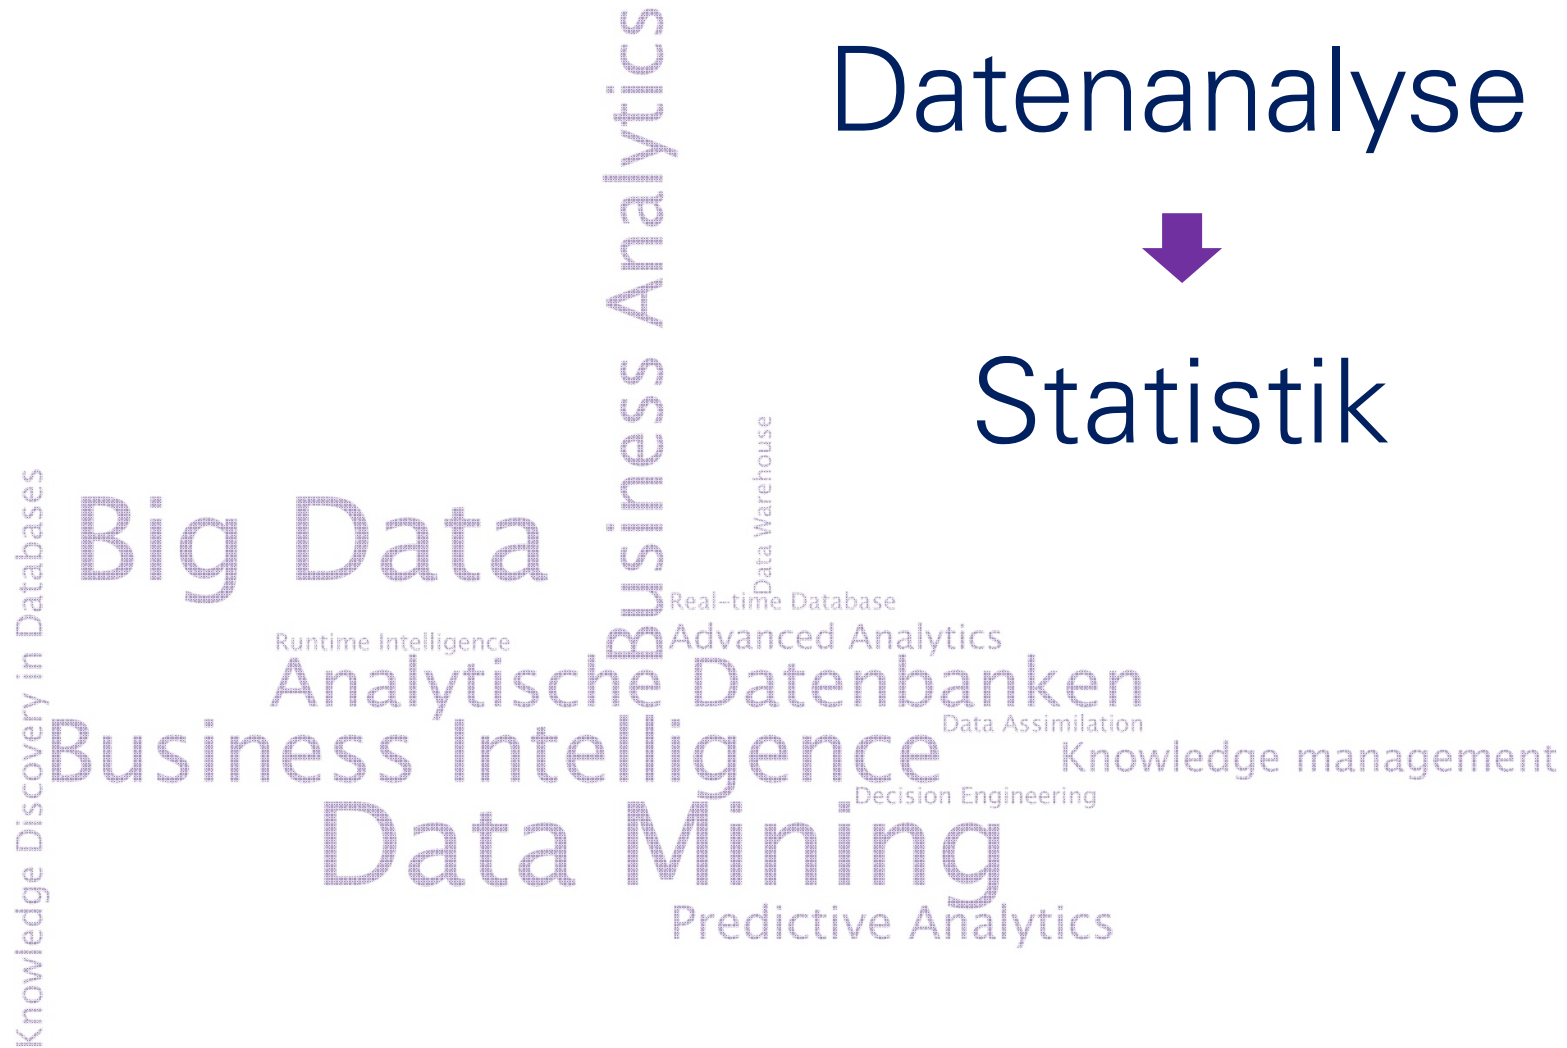 Datenanalyse
Statistik
Business Analytics
Data Warehouse
Knowledge Discovery in Databases
Big Data
Real-time Database
Runtime Intelligence
Advanced Analytics
Analytische Datenbanken
Data Assimilation
Business Intelligence
Knowledge management
Decision Engineering
Data Mining
Predictive Analytics